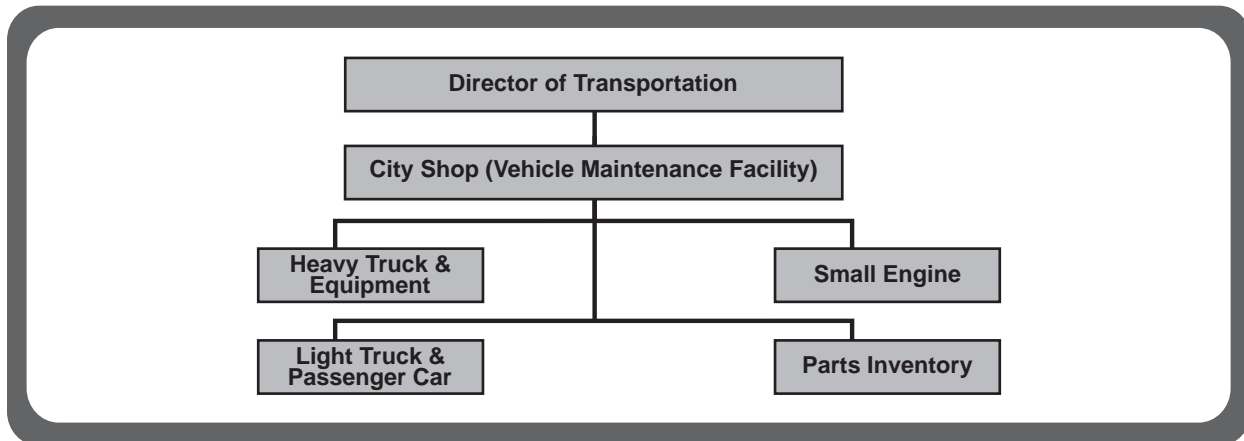 Director of Transportation
City Shop (Vehicle Maintenance Facility)
Heavy Truck &
Equipment
Small Engine
Light Truck &
Passenger Car
Parts Inventory